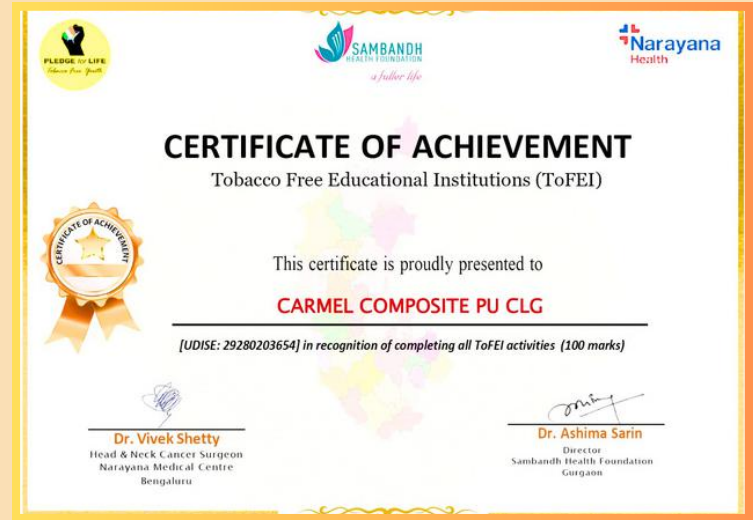 PLEDGE for LIFE
Tobacco Free Youth
SAMBANDH
HEALTH FOUNDATION
a fuller life
Narayana
Health
CERTIFICATE OF ACHIEVEMENT
Tobacco Free Educational Institutions (ToFEI)
CERTIFICATE OF ACHIEVEMENT
This certificate is proudly presented to
CARMEL COMPOSITE PU CLG
[UDISE: 29280203654] in recognition of completing all ToFEI activities (100 marks)
Dr. Vivek Shetty
Head & Neck Cancer Surgeon
Narayana Medical Centre
Bengaluru
Dr. Ashima Sarin
Director
Sambandh Health Foundation
Gurgaon